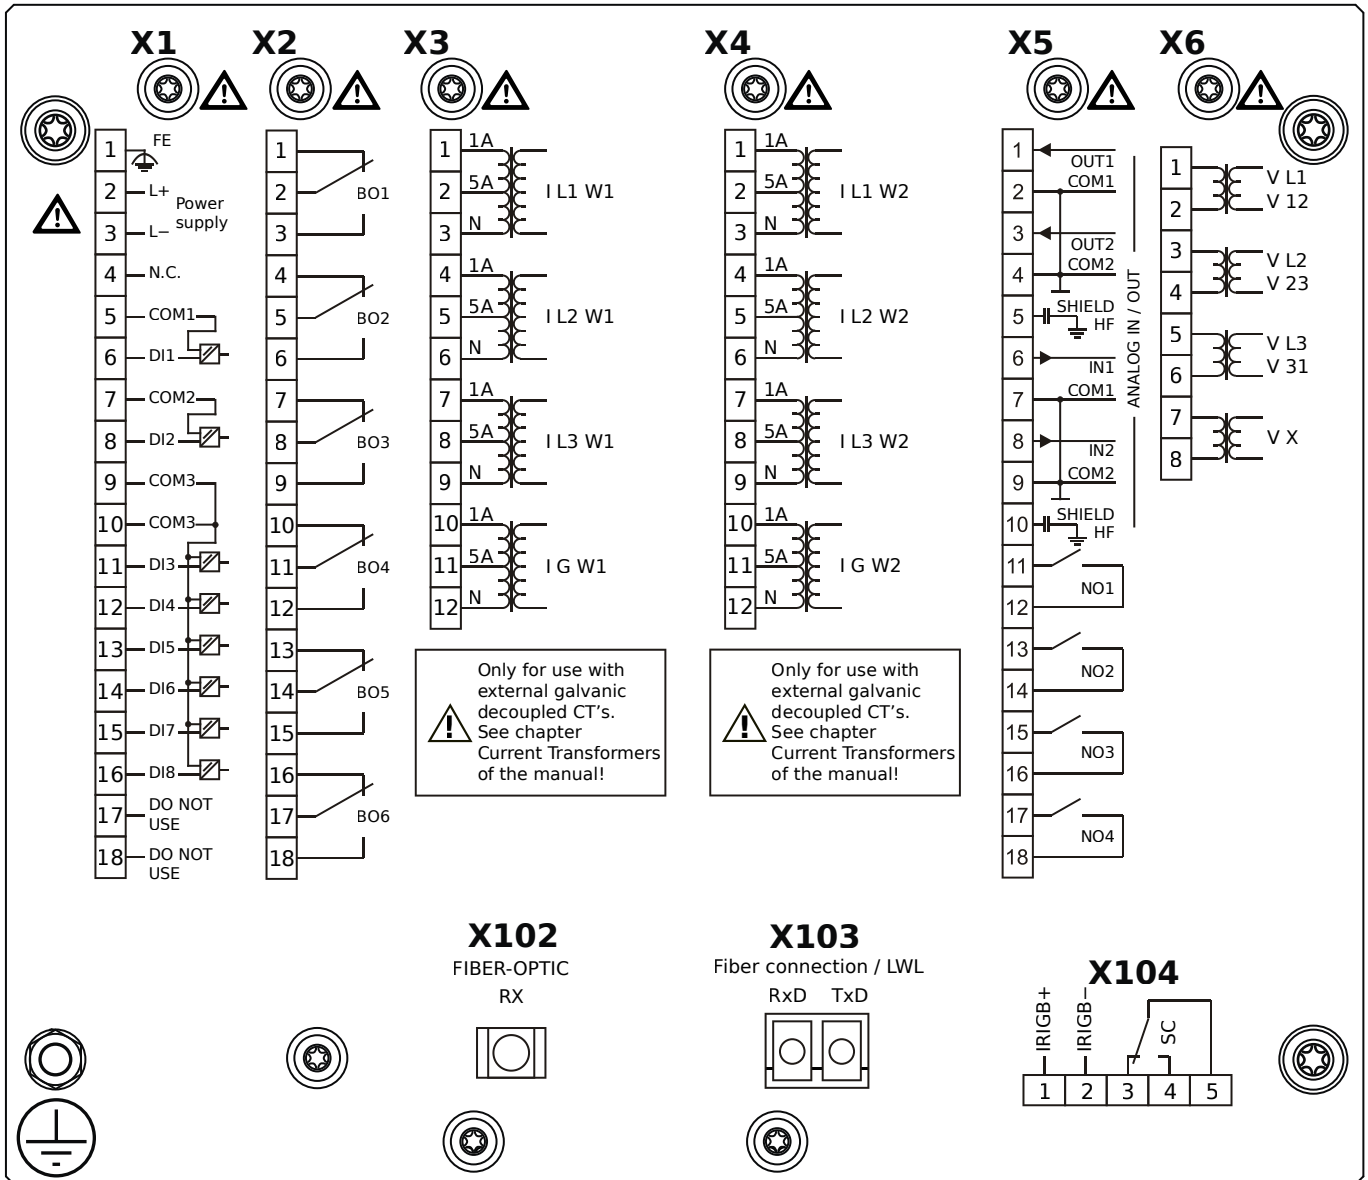 X1
X2
X3
X4
X5
X6
1 FE
2 L+
Power
supply
3 L−
4 N.C.
5 COM1
6 DI1
7 COM2
8 DI2
9 COM3
10 COM3
11 DI3
12 DI4
13 DI5
14 DI6
15 DI7
16 DI8
17 DO NOT
USE
18 DO NOT
USE
1
2 BO1
3
4
5 BO2
6
7
8 BO3
9
10
11 BO4
12
13
14 BO5
15
16
17 BO6
18
1 1A
2 5A I L1 W1
3 N
4 1A
5 5A I L2 W1
6 N
7 1A
8 5A I L3 W1
9 N
10 1A
11 5A I G W1
12 N
Only for use with
external galvanic
decoupled CT's.
See chapter
Current Transformers
of the manual!
1 1A
2 5A I L1 W2
3 N
4 1A
5 5A I L2 W2
6 N
7 1A
8 5A I L3 W2
9 N
10 1A
11 5A I G W2
12 N
Only for use with
external galvanic
decoupled CT's.
See chapter
Current Transformers
of the manual!
1 OUT1
2 COM1
3 OUT2
4 COM2
5 SHIELD
HF
6 IN1
7 COM1
8 IN2
9 COM2
10 SHIELD
HF
ANALOG IN / OUT
11
NO1
12
13
NO2
14
15
NO3
16
17
NO4
18
1 V L1
2 V 12
3 V L2
4 V 23
5 V L3
6 V 31
7
V X
8
X102
FIBER-OPTIC
RX
X103
Fiber connection / LWL
RxD TxD
X104
IRIGB+
IRIGB−
SC
1 2 3 4 5